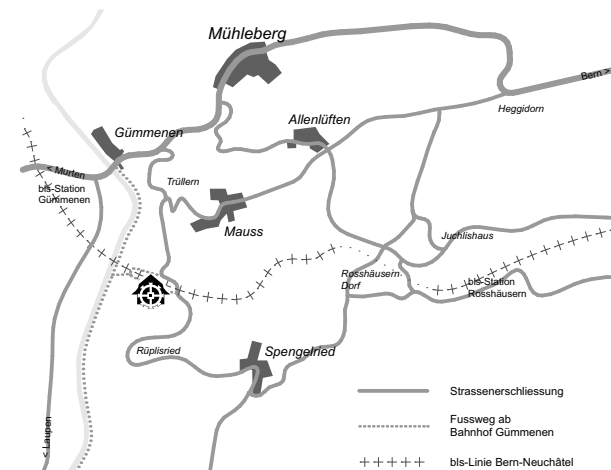 Mühleberg
Bern >
Heggidorn
Allenlüften
Gümmenen
< Murten
bls-Station
Gümmenen
Trüllern
Mauss
Juchlishaus
Rosshäusern
Dorf
bls-Station
Rosshäusern
Rüplisried
Spengelried
< Laupen
Strassenerschliessung
Fussweg ab
Bahnhof Gümmenen
bls-Linie Bern-Neuchâtel